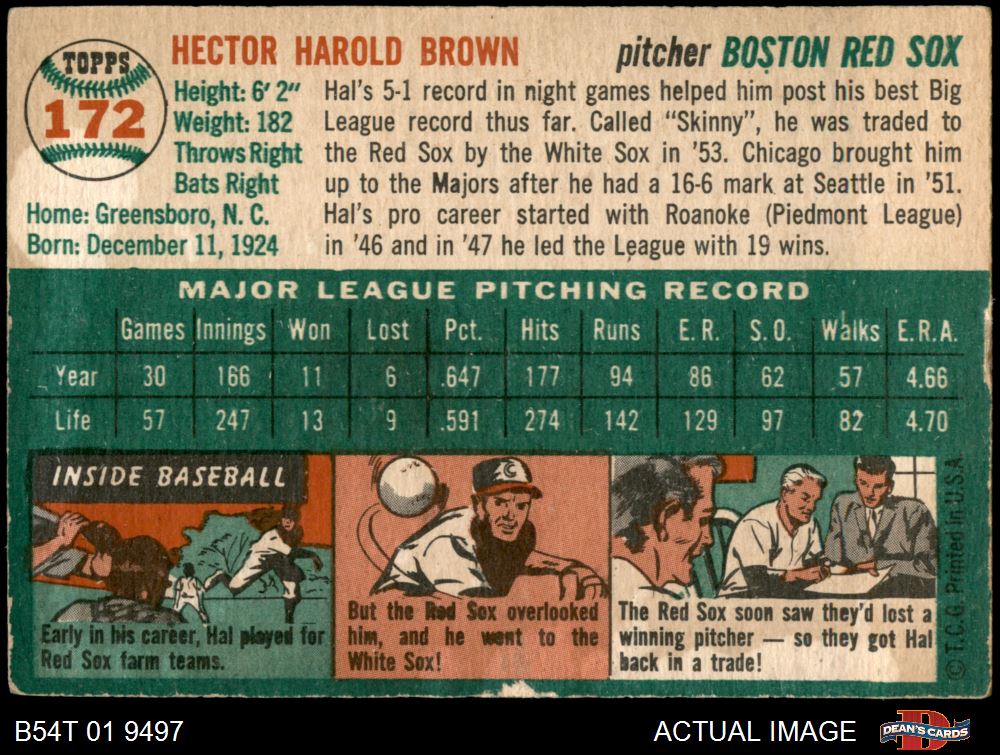 TOPPS
172
HECTOR HAROLD BROWN
pitcher BOSTON RED SOX
Height: 6' 2"
Weight: 182
Throws Right
Bats Right
Home: Greensboro, N. C.
Born: December 11, 1924
Hal's 5-1 record in night games helped him post his best Big
League record thus far. Called "Skinny", he was traded to
the Red Sox by the White Sox in '53. Chicago brought him
up to the Majors after he had a 16-6 mark at Seattle in '51.
Hal's pro career started with Roanoke (Piedmont League)
in '46 and in '47 he led the League with 19 wins.
MAJOR LEAGUE PITCHING RECORD
Games Innings Won Lost Pct. Hits Runs E. R. S. O. Walks E.R.A.
Year 30 166 11 6 .647 177 94 86 62 57 4.66
Life 57 247 13 9 .591 274 142 129 97 82 4.70
INSIDE BASEBALL
Early in his career, Hal played for
Red Sox farm teams.
C
But the Red Sox overlooked
him, and he went to the
White Sox!
The Red Sox soon saw they'd lost a
winning pitcher — so they got Hal
back in a trade!
© T.C.G. Printed in U.S.A.
B54T 01 9497
ACTUAL IMAGE
D
DEAN'S CARDS